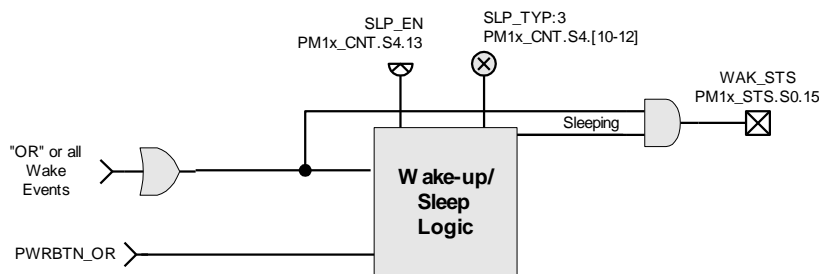 SLP_EN
PM1x_CNT.S4.13
SLP_TYP:3
PM1x_CNT.S4.[10-12]
WAK_STS
PM1x_STS.S0.15
Sleeping
"OR" or all
Wake
Events
Wake-up/
Sleep
Logic
PWRBTN_OR